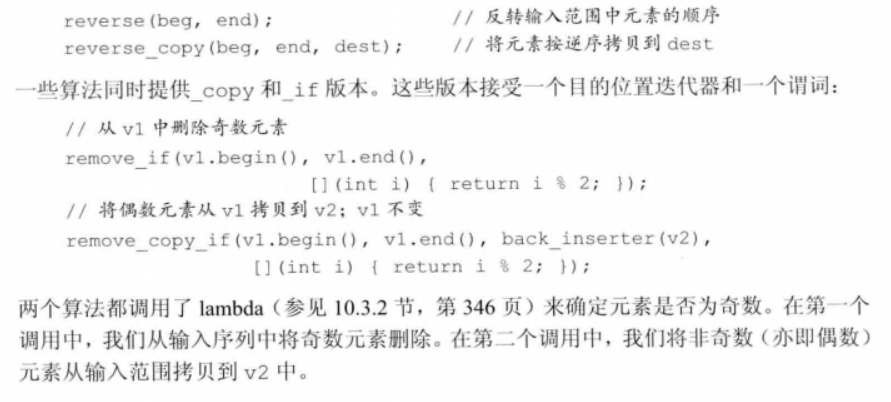 reverse(beg, end); // 反转输入范围中元素的顺序
reverse_copy(beg, end, dest); // 将元素按逆序拷贝到 dest
一些算法同时提供_copy 和_if 版本。这些版本接受一个目的位置迭代器和一个谓词：
// 从 v1 中删除奇数元素
remove_if(v1.begin(), v1.end(),
[](int i) { return i % 2; });
// 将偶数元素从 v1 拷贝到 v2；v1 不变
remove_copy_if(v1.begin(), v1.end(), back_inserter(v2),
[](int i) { return i % 2; });
两个算法都调用了 lambda（参见 10.3.2 节，第 346 页）来确定元素是否为奇数。在第一个
调用中，我们从输入序列中将奇数元素删除。在第二个调用中，我们将非奇数（亦即偶数）
元素从输入范围拷贝到 v2 中。